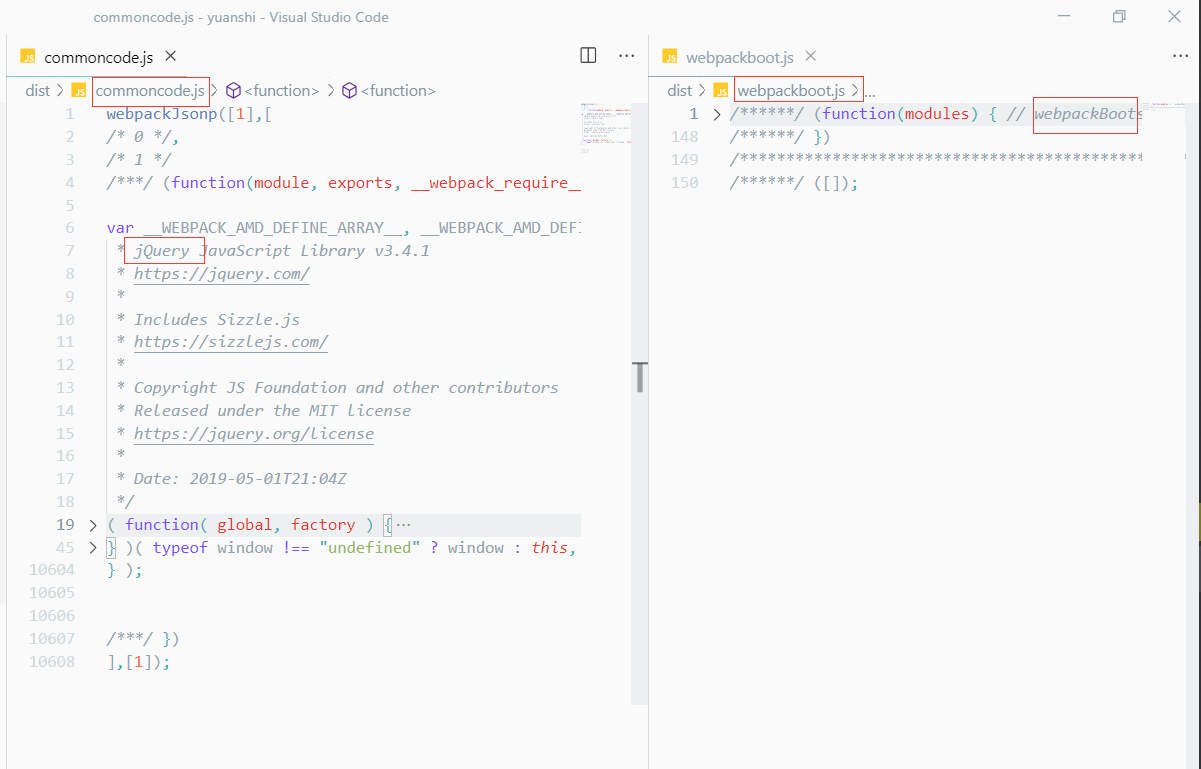 commoncode.js - yuanshi - Visual Studio Code
JS commoncode.js
dist > JS commoncode.js > <function> > <function>
1 webpackJsonp([1],[
2 /* 0 */,
3 /* 1 */
4 /***/ (function(module, exports, __webpack_require__
5
6 var __WEBPACK_AMD_DEFINE_ARRAY__, __WEBPACK_AMD_DEFI
7 * jQuery JavaScript Library v3.4.1
8 * https://jquery.com/
9 *
10 * Includes Sizzle.js
11 * https://sizzlejs.com/
12 *
13 * Copyright JS Foundation and other contributors
14 * Released under the MIT license
15 * https://jquery.org/license
16 *
17 * Date: 2019-05-01T21:04Z
18 */
19 > ( function( global, factory ) { ···
45 > } )( typeof window !== "undefined" ? window : this,
10604 } );
10605
10606
10607 /***/ })
10608 ],[1]);
JS webpackboot.js
dist > JS webpackboot.js > ...
1 > /******/ (function(modules) { // webpackBoots
148 /******/ })
149 /********************************************
150 /******/ ([]);